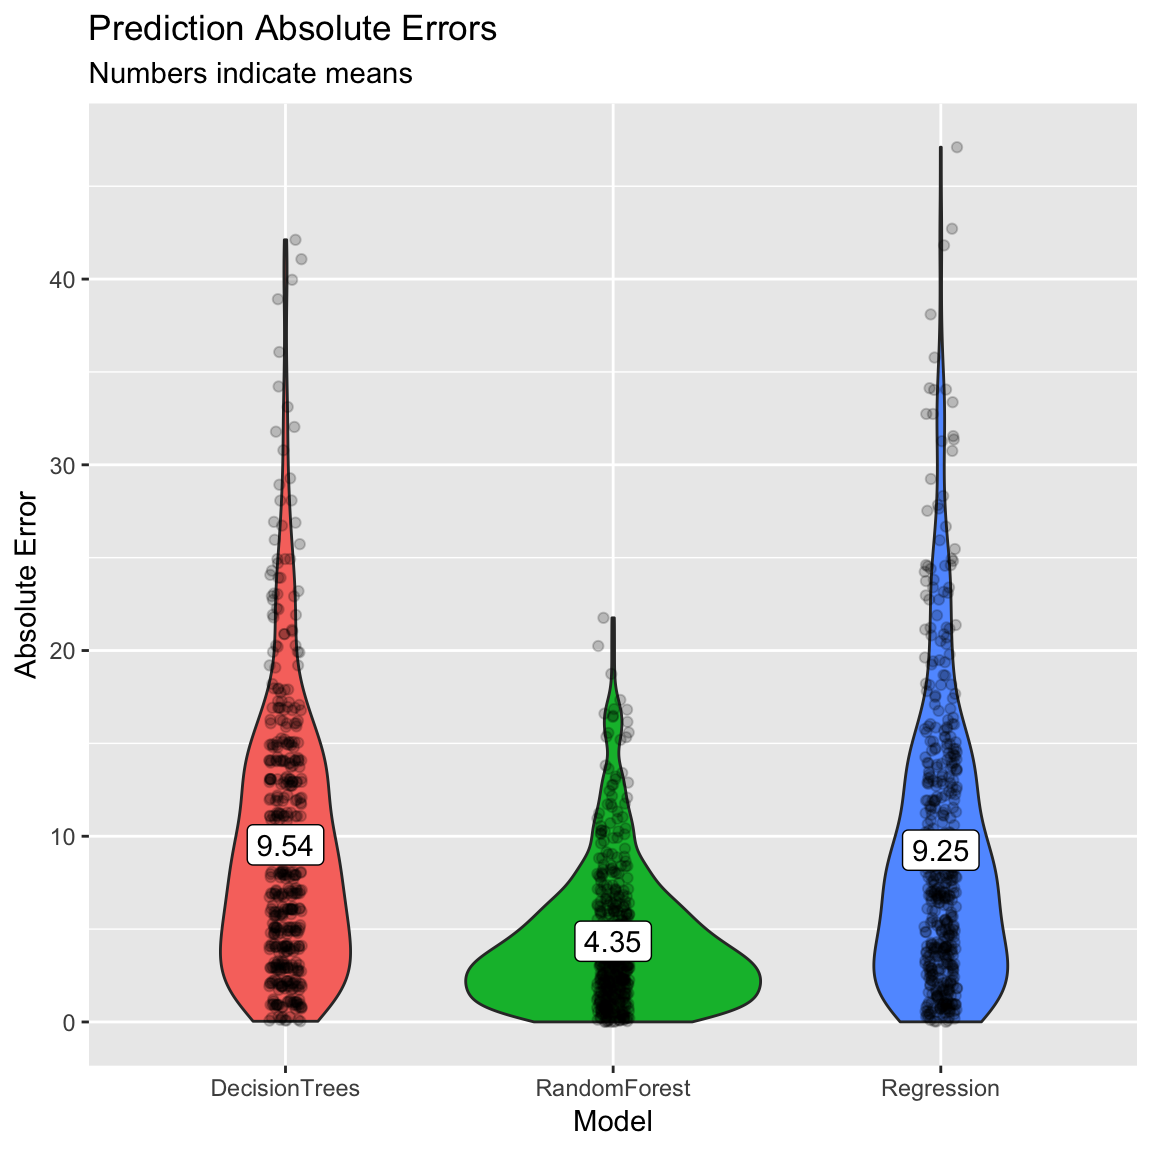 Prediction Absolute Errors
Numbers indicate means
Absolute Error
40
30
20
10
0
9.54
4.35
9.25
DecisionTrees
RandomForest
Regression
Model